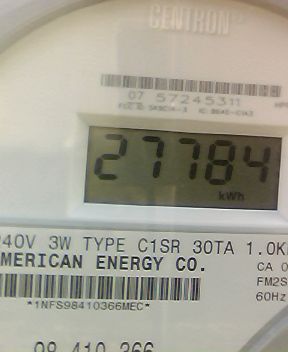 CENTRON
07 57245311
27784
kWh
240V 3W TYPE C1SR 30TA 1.0K
MERICAN ENERGY CO.
CA 0
FM2S
60Hz
*1NFS98410366MEC*
98 410 366